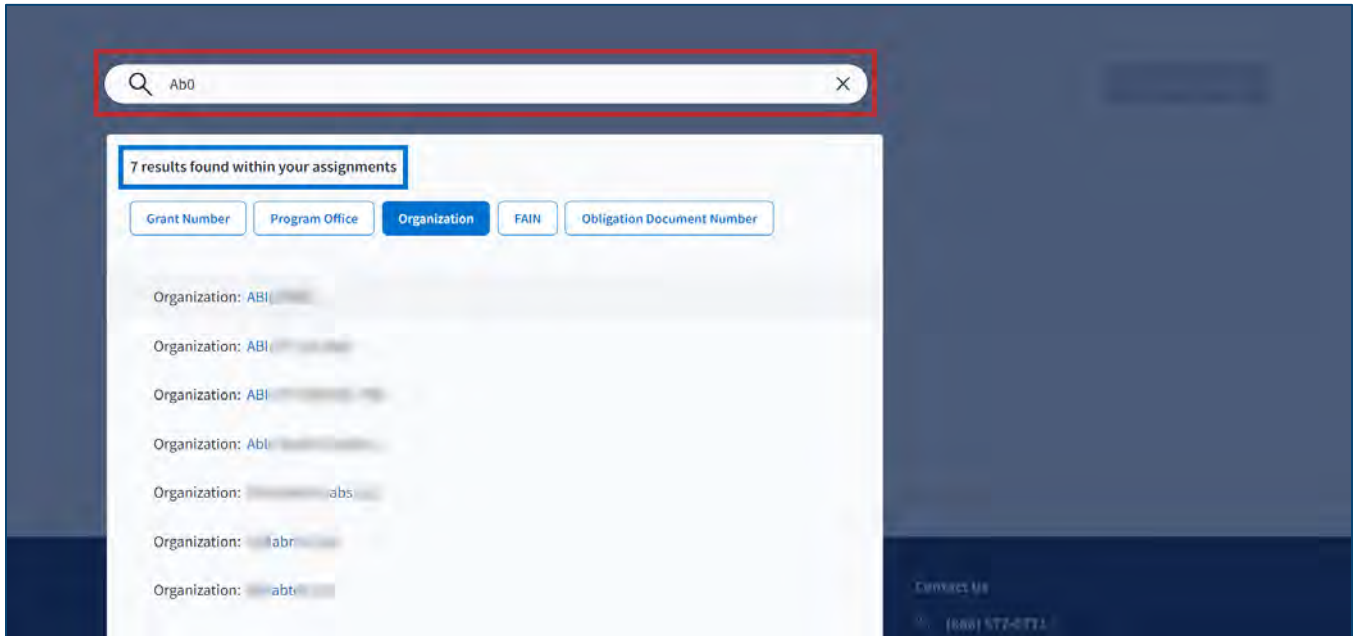 Ab0
7 results found within your assignments
Grant Number Program Office Organization FAIN Obligation Document Number
Organization: ABI
Organization: ABI
Organization: ABI
Organization: Abl
Organization: abs
Organization: abr
Organization: abt
Contact Us